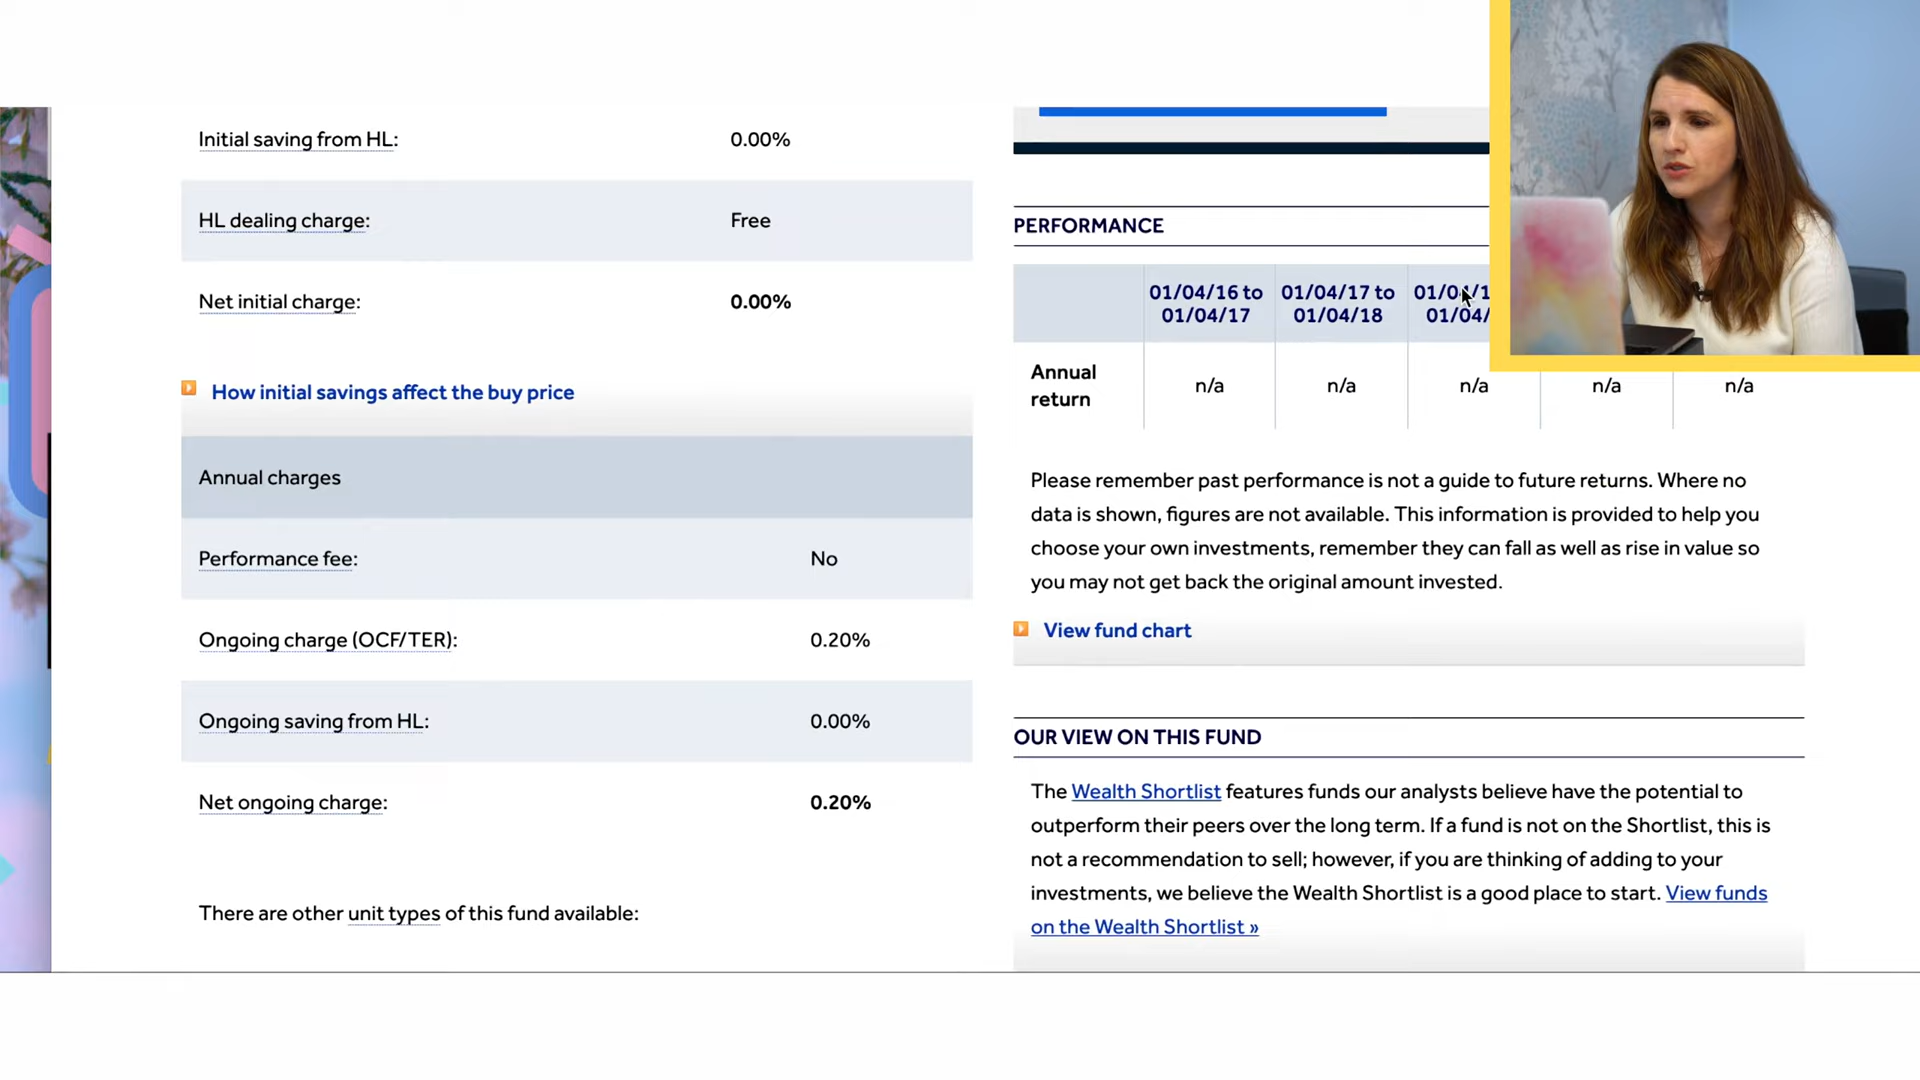 Initial saving from HL: 0.00%
HL dealing charge: Free
Net initial charge: 0.00%
How initial savings affect the buy price
Annual charges
Performance fee: No
Ongoing charge (OCF/TER): 0.20%
Ongoing saving from HL: 0.00%
Net ongoing charge: 0.20%
There are other unit types of this fund available:
PERFORMANCE
01/04/16 to 01/04/17 to
01/04/17 01/04/18 01/04/
Annual
return n/a n/a n/a n/a n/a
Please remember past performance is not a guide to future returns. Where no
data is shown, figures are not available. This information is provided to help you
choose your own investments, remember they can fall as well as rise in value so
you may not get back the original amount invested.
View fund chart
OUR VIEW ON THIS FUND
The Wealth Shortlist features funds our analysts believe have the potential to
outperform their peers over the long term. If a fund is not on the Shortlist, this is
not a recommendation to sell; however, if you are thinking of adding to your
investments, we believe the Wealth Shortlist is a good place to start. View funds
on the Wealth Shortlist »